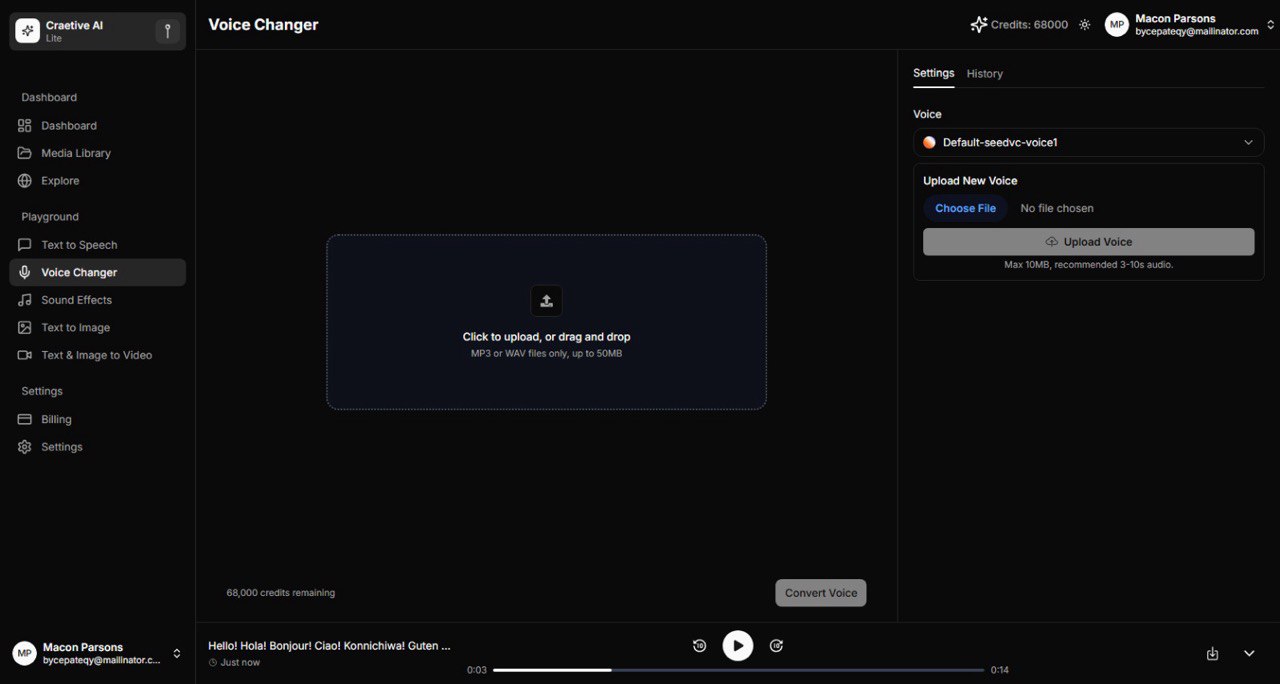 Craetive AI
Lite
Dashboard
Dashboard
Media Library
Explore
Playground
Text to Speech
Voice Changer
Sound Effects
Text to Image
Text & Image to Video
Settings
Billing
Settings
MP
Macon Parsons
bycepateqy@mailinator.c...
Voice Changer
Credits: 68000
MP
Macon Parsons
bycepateqy@mailinator.com
Click to upload, or drag and drop
MP3 or WAV files only, up to 50MB
68,000 credits remaining
Convert Voice
Settings
History
Voice
Default-seedvc-voice1
Upload New Voice
Choose File
No file chosen
Upload Voice
Max 10MB, recommended 3-10s audio.
Hello! Hola! Bonjour! Ciao! Konnichiwa! Guten ...
Just now
10
10
0:03
0:14